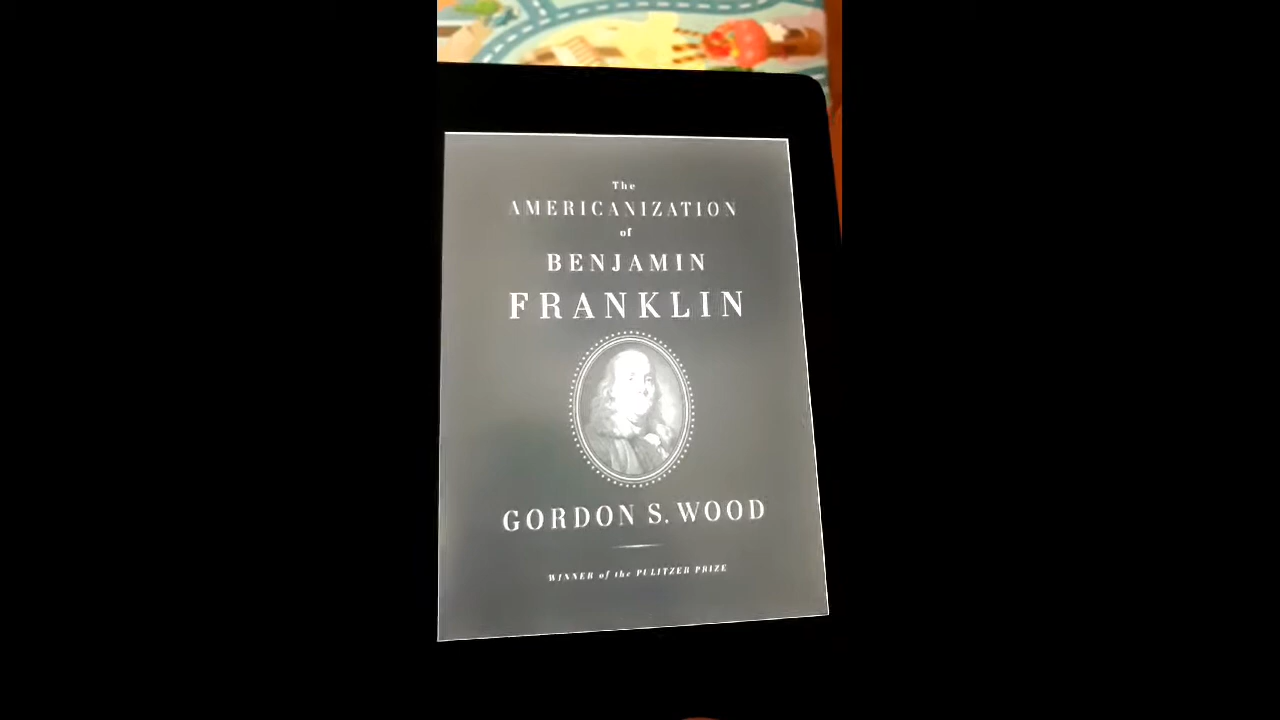 The
AMERICANIZATION
of
BENJAMIN
FRANKLIN
GORDON S. WOOD
WINNER of the PULITZER PRIZE